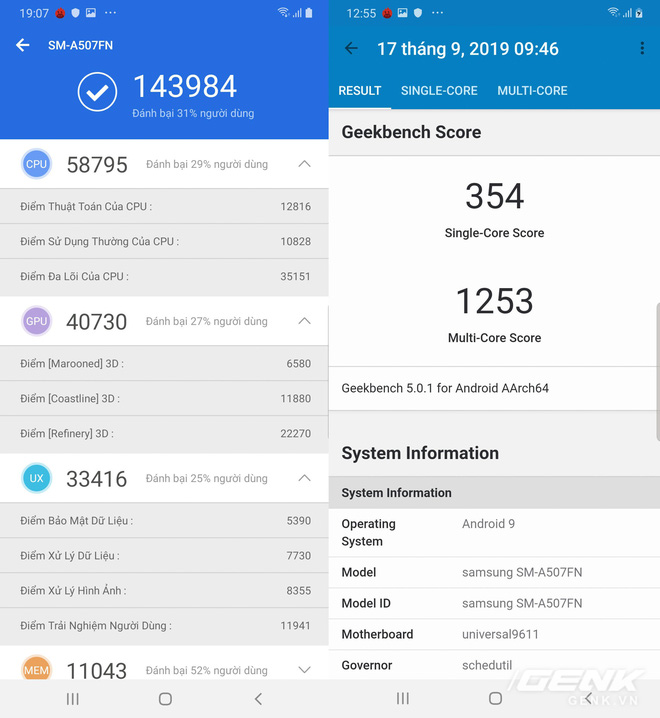 19:07
SM-A507FN
143984
Đánh bại 31% người dùng
CPU 58795 Đánh bại 29% người dùng
Điểm Thuật Toán Của CPU : 12816
Điểm Sử Dụng Thường Của CPU : 10828
Điểm Đa Lõi Của CPU : 35151
GPU 40730 Đánh bại 27% người dùng
Điểm [Marooned] 3D : 6580
Điểm [Coastline] 3D : 11880
Điểm [Refinery] 3D : 22270
UX 33416 Đánh bại 25% người dùng
Điểm Bảo Mật Dữ Liệu : 5390
Điểm Xử Lý Dữ Liệu : 7730
Điểm Xử Lý Hình Ảnh : 8355
Điểm Trải Nghiệm Người Dùng : 11941
MEM 11043 Đánh bại 52% người dùng
12:55
17 tháng 9, 2019 09:46
RESULT SINGLE-CORE MULTI-CORE
Geekbench Score
354
Single-Core Score
1253
Multi-Core Score
Geekbench 5.0.1 for Android AArch64
System Information
System Information
Operating System Android 9
Model samsung SM-A507FN
Model ID samsung SM-A507FN
Motherboard universal9611
Governor schedutil
GENK
GENK.VN